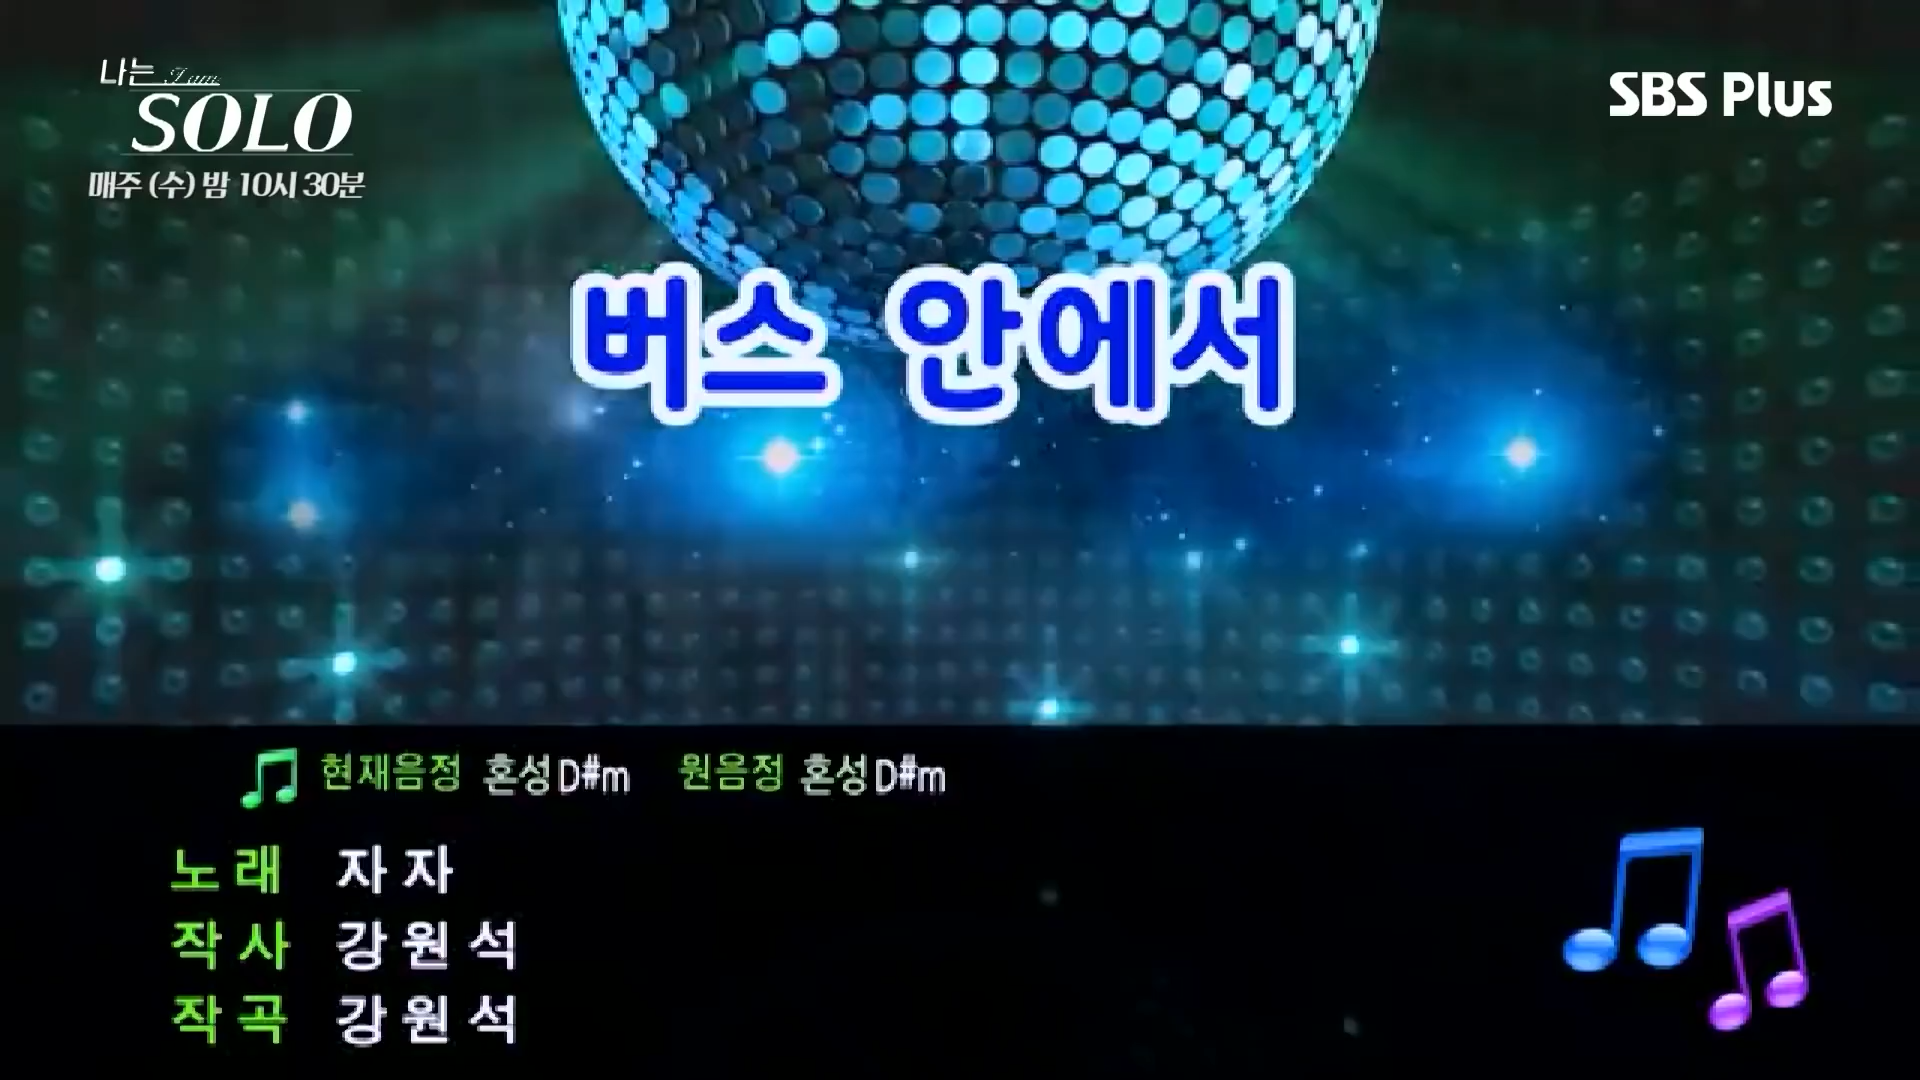 나는 I am
SOLO
매주 (수) 밤 10시 30분
SBS Plus
버스 안에서
현재음정 혼성D#m 원음정 혼성D#m
노래 자자
작사 강원석
작곡 강원석